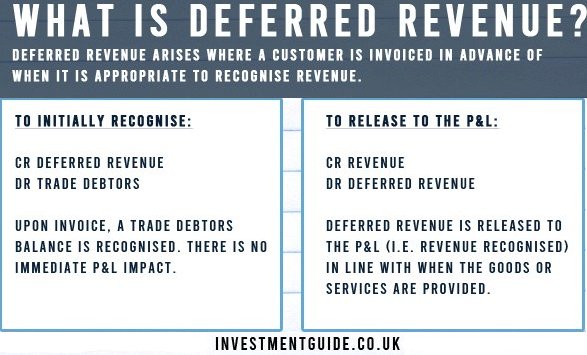 WHAT IS DEFERRED REVENUE?
DEFERRED REVENUE ARISES WHERE A CUSTOMER IS INVOICED IN ADVANCE OF
WHEN IT IS APPROPRIATE TO RECOGNISE REVENUE.
TO INITIALLY RECOGNISE:
CR DEFERRED REVENUE
DR TRADE DEBTORS
UPON INVOICE, A TRADE DEBTORS
BALANCE IS RECOGNISED. THERE IS NO
IMMEDIATE P&L IMPACT.
TO RELEASE TO THE P&L:
CR REVENUE
DR DEFERRED REVENUE
DEFERRED REVENUE IS RELEASED TO
THE P&L (I.E. REVENUE RECOGNISED)
IN LINE WITH WHEN THE GOODS OR
SERVICES ARE PROVIDED.
INVESTMENTGUIDE.CO.UK